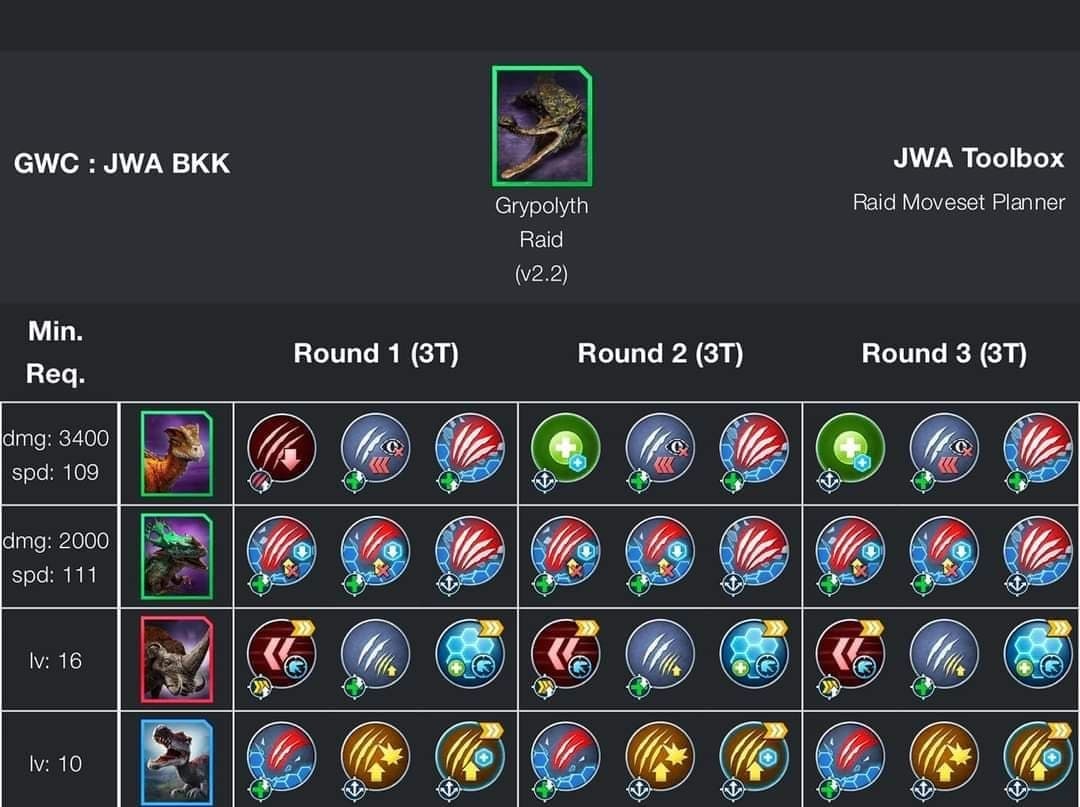 GWC : JWA BKK
Grypolyth
Raid
(v2.2)
JWA Toolbox
Raid Moveset Planner
Min.
Req.
Round 1 (3T)
Round 2 (3T)
Round 3 (3T)
dmg: 3400
spd: 109
dmg: 2000
spd: 111
lv: 16
lv: 10